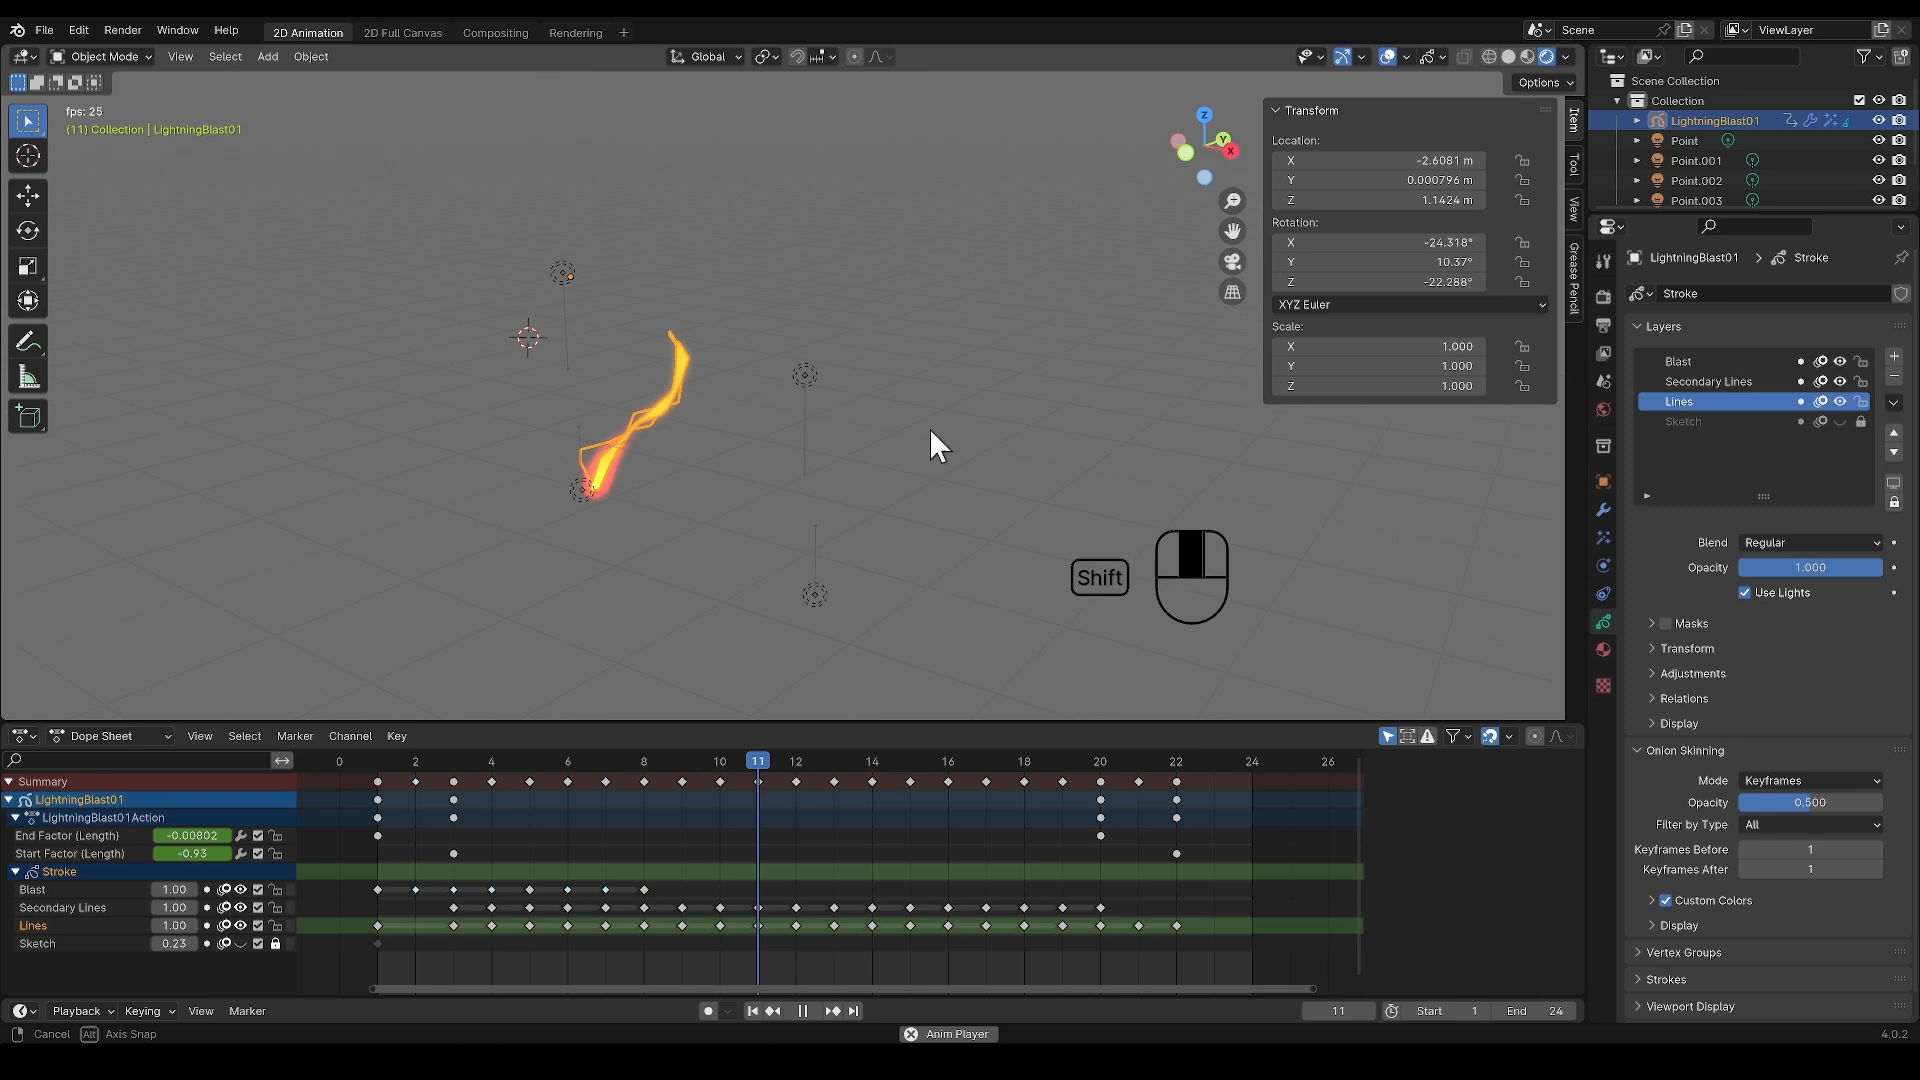 File Edit Render Window Help
2D Animation 2D Full Canvas Compositing Rendering +
Scene
ViewLayer
Object Mode View Select Add Object
Global
Options
fps: 25
(11) Collection | LightningBlast01
Z
Y
X
Transform
Location:
X -2.6081 m
Y 0.000796 m
Z 1.1424 m
Rotation:
X -24.318°
Y 10.37°
Z -22.288°
XYZ Euler
Scale:
X 1.000
Y 1.000
Z 1.000
Item
Tool
View
Grease Pencil
Shift
Scene Collection
Collection
LightningBlast01
Point
Point.001
Point.002
Point.003
LightningBlast01 > Stroke
Stroke
Layers
Blast
Secondary Lines
Lines
Sketch
Blend Regular
Opacity 1.000
Use Lights
Masks
Transform
Adjustments
Relations
Display
Onion Skinning
Mode Keyframes
Opacity 0.500
Filter by Type All
Keyframes Before 1
Keyframes After 1
Custom Colors
Display
Vertex Groups
Strokes
Viewport Display
Dope Sheet View Select Marker Channel Key
0 2 4 6 8 10 11 12 14 16 18 20 22 24 26
Summary
LightningBlast01
LightningBlast01Action
End Factor (Length) -0.00802
Start Factor (Length) -0.93
Stroke
Blast 1.00
Secondary Lines 1.00
Lines 1.00
Sketch 0.23
Playback Keying View Marker
11 Start 1 End 24
Cancel Alt Axis Snap
Anim Player
4.0.2